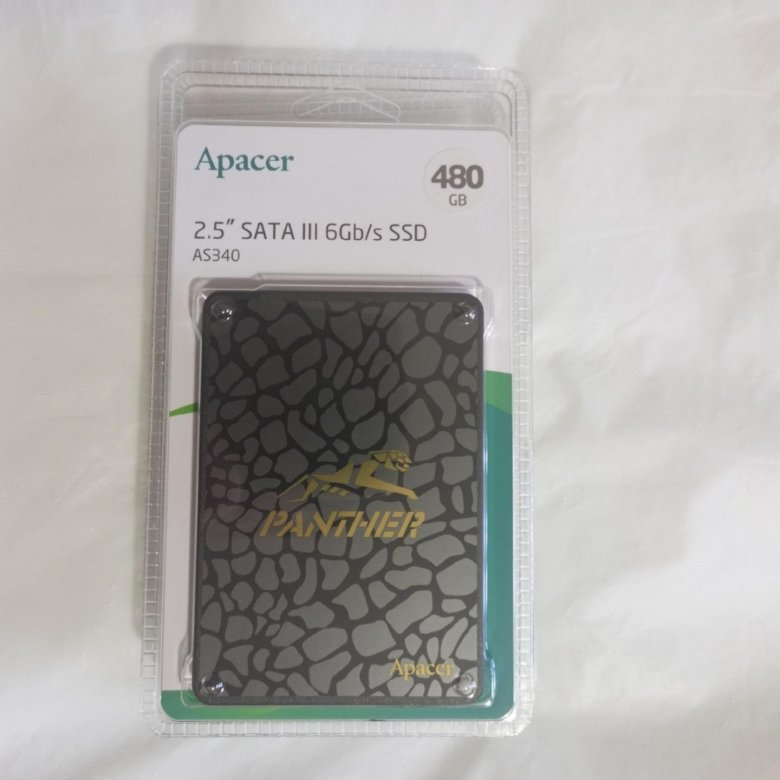 Apacer
480
GB
2.5" SATA III 6Gb/s SSD
AS340
PANTHER
Apacer